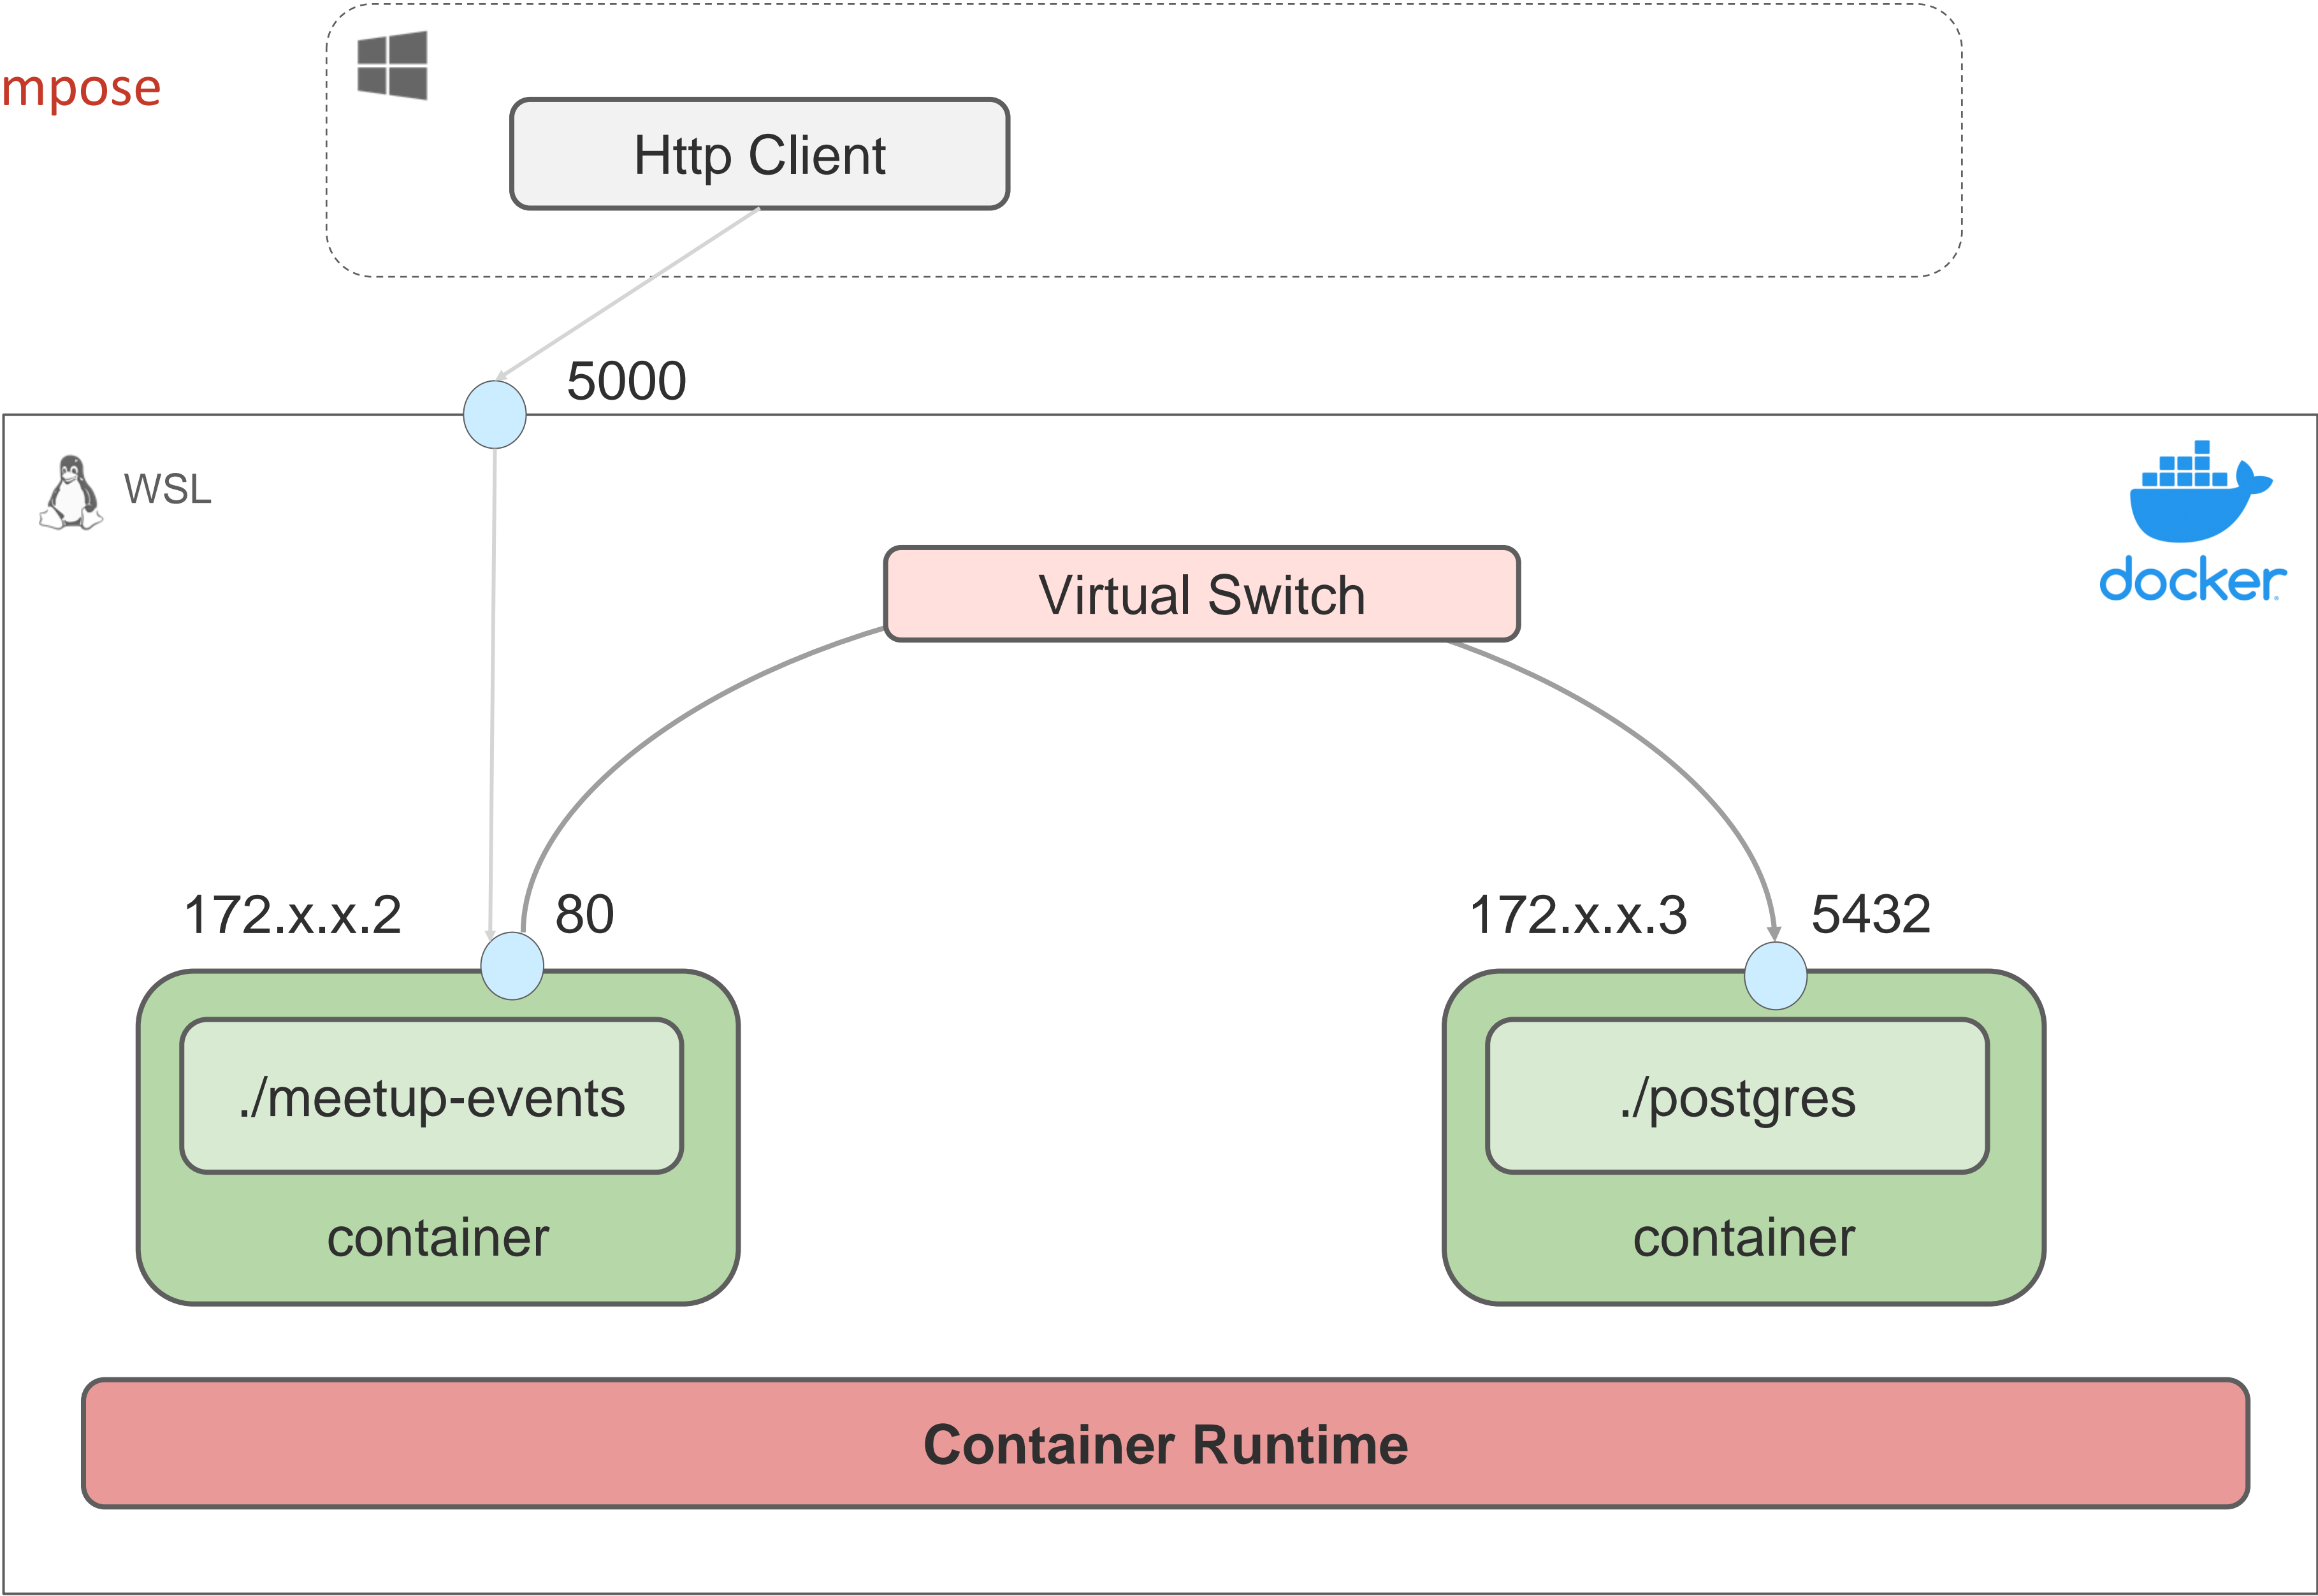 mpose
Http Client
5000
WSL
docker
Virtual Switch
172.x.x.2
80
172.x.x.3
5432
./meetup-events
./postgres
container
container
Container Runtime